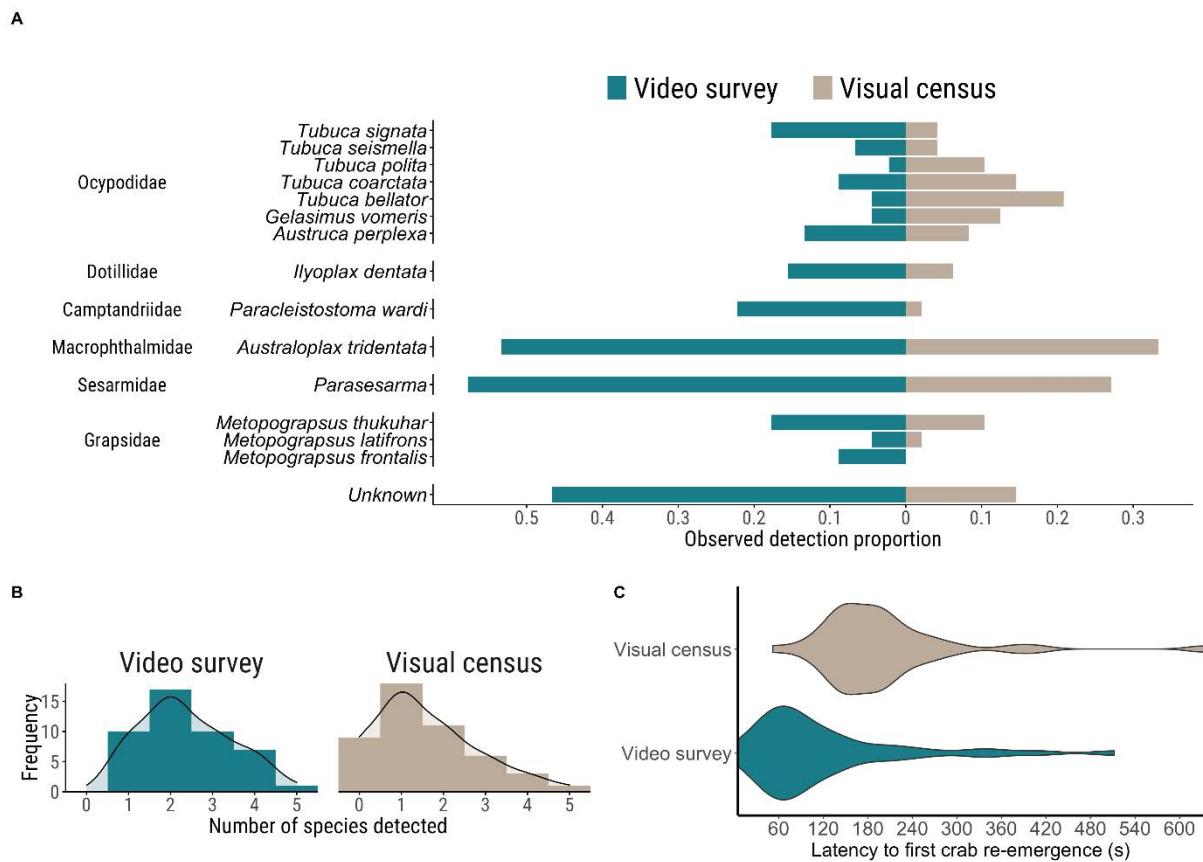 A
Video survey Visual census
Tubuca signata
Tubuca seismella
Tubuca polita
Ocypodidae Tubuca coarctata
Tubuca bellator
Gelasimus vomeris
Austruca perplexa
Dotillidae Ilyoplax dentata
Camptandriidae Paracleistostoma wardi
Macrophthalmidae Australoplax tridentata
Sesarmidae Parasesarma
Metopograpsus thukuhar
Grapsidae Metopograpsus latifrons
Metopograpsus frontalis
Unknown
0.5 0.4 0.3 0.2 0.1 0 0.1 0.2 0.3
Observed detection proportion
B
Video survey Visual census
Frequency
15
10
5
0
0 1 2 3 4 5 0 1 2 3 4 5
Number of species detected
C
Visual census
Video survey
60 120 180 240 300 360 420 480 540 600
Latency to first crab re-emergence (s)